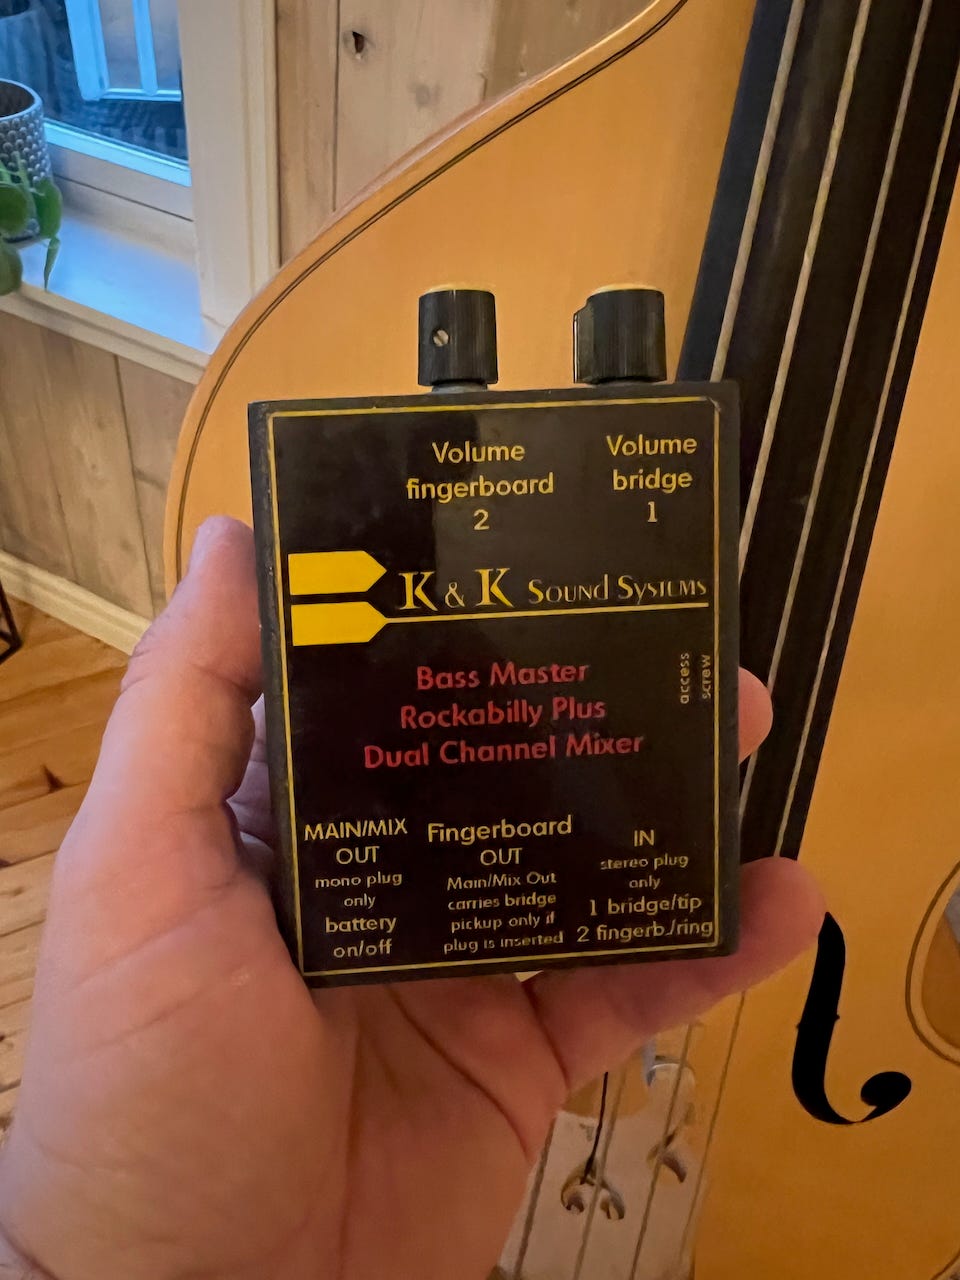 Volume
fingerboard
2
Volume
bridge
1
K & K Sound Systems
access
screw
Bass Master
Rockabilly Plus
Dual Channel Mixer
MAIN/MIX
OUT
mono plug
only
battery
on/off
Fingerboard
OUT
Main/Mix Out
carries bridge
pickup only if
plug is inserted
IN
stereo plug
only
1 bridge/tip
2 fingerb./ring